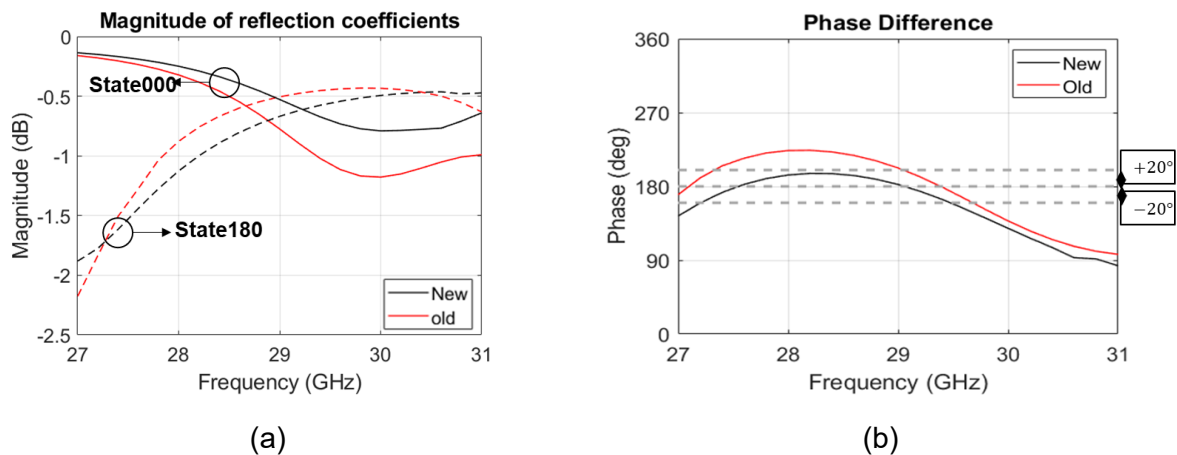 Magnitude of reflection coefficients
0
-0.5
-1
-1.5
-2
-2.5
Magnitude (dB)
State000
State180
New
old
27
28
29
30
31
Frequency (GHz)
(a)
Phase Difference
360
270
180
90
0
Phase (deg)
New
Old
+20°
−20°
27
28
29
30
31
Frequency (GHz)
(b)